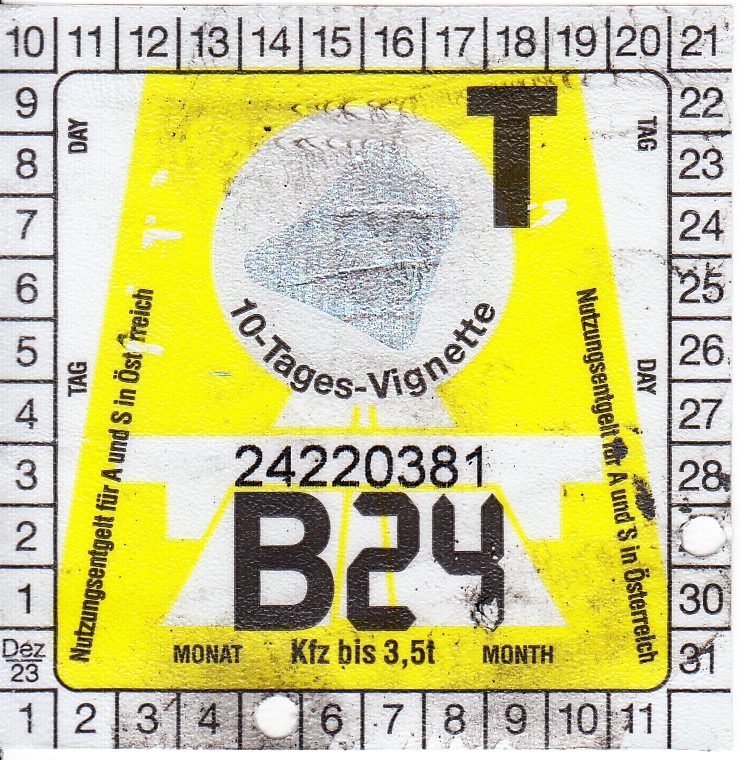 10 11 12 13 14 15 16 17 18 19 20 21
9 22
DAY TAG
8 23
T
7 24
6 25
5 26
TAG DAY
4 27
3 28
2
1 30
Dez 23 31
1 2 3 4 6 7 8 9 10 11
Nutzungsentgelt für A und S in Österreich
10-Tages-Vignette
Nutzungsentgelt für A und S in Österreich
24220381
B24
MONAT Kfz bis 3,5t MONTH